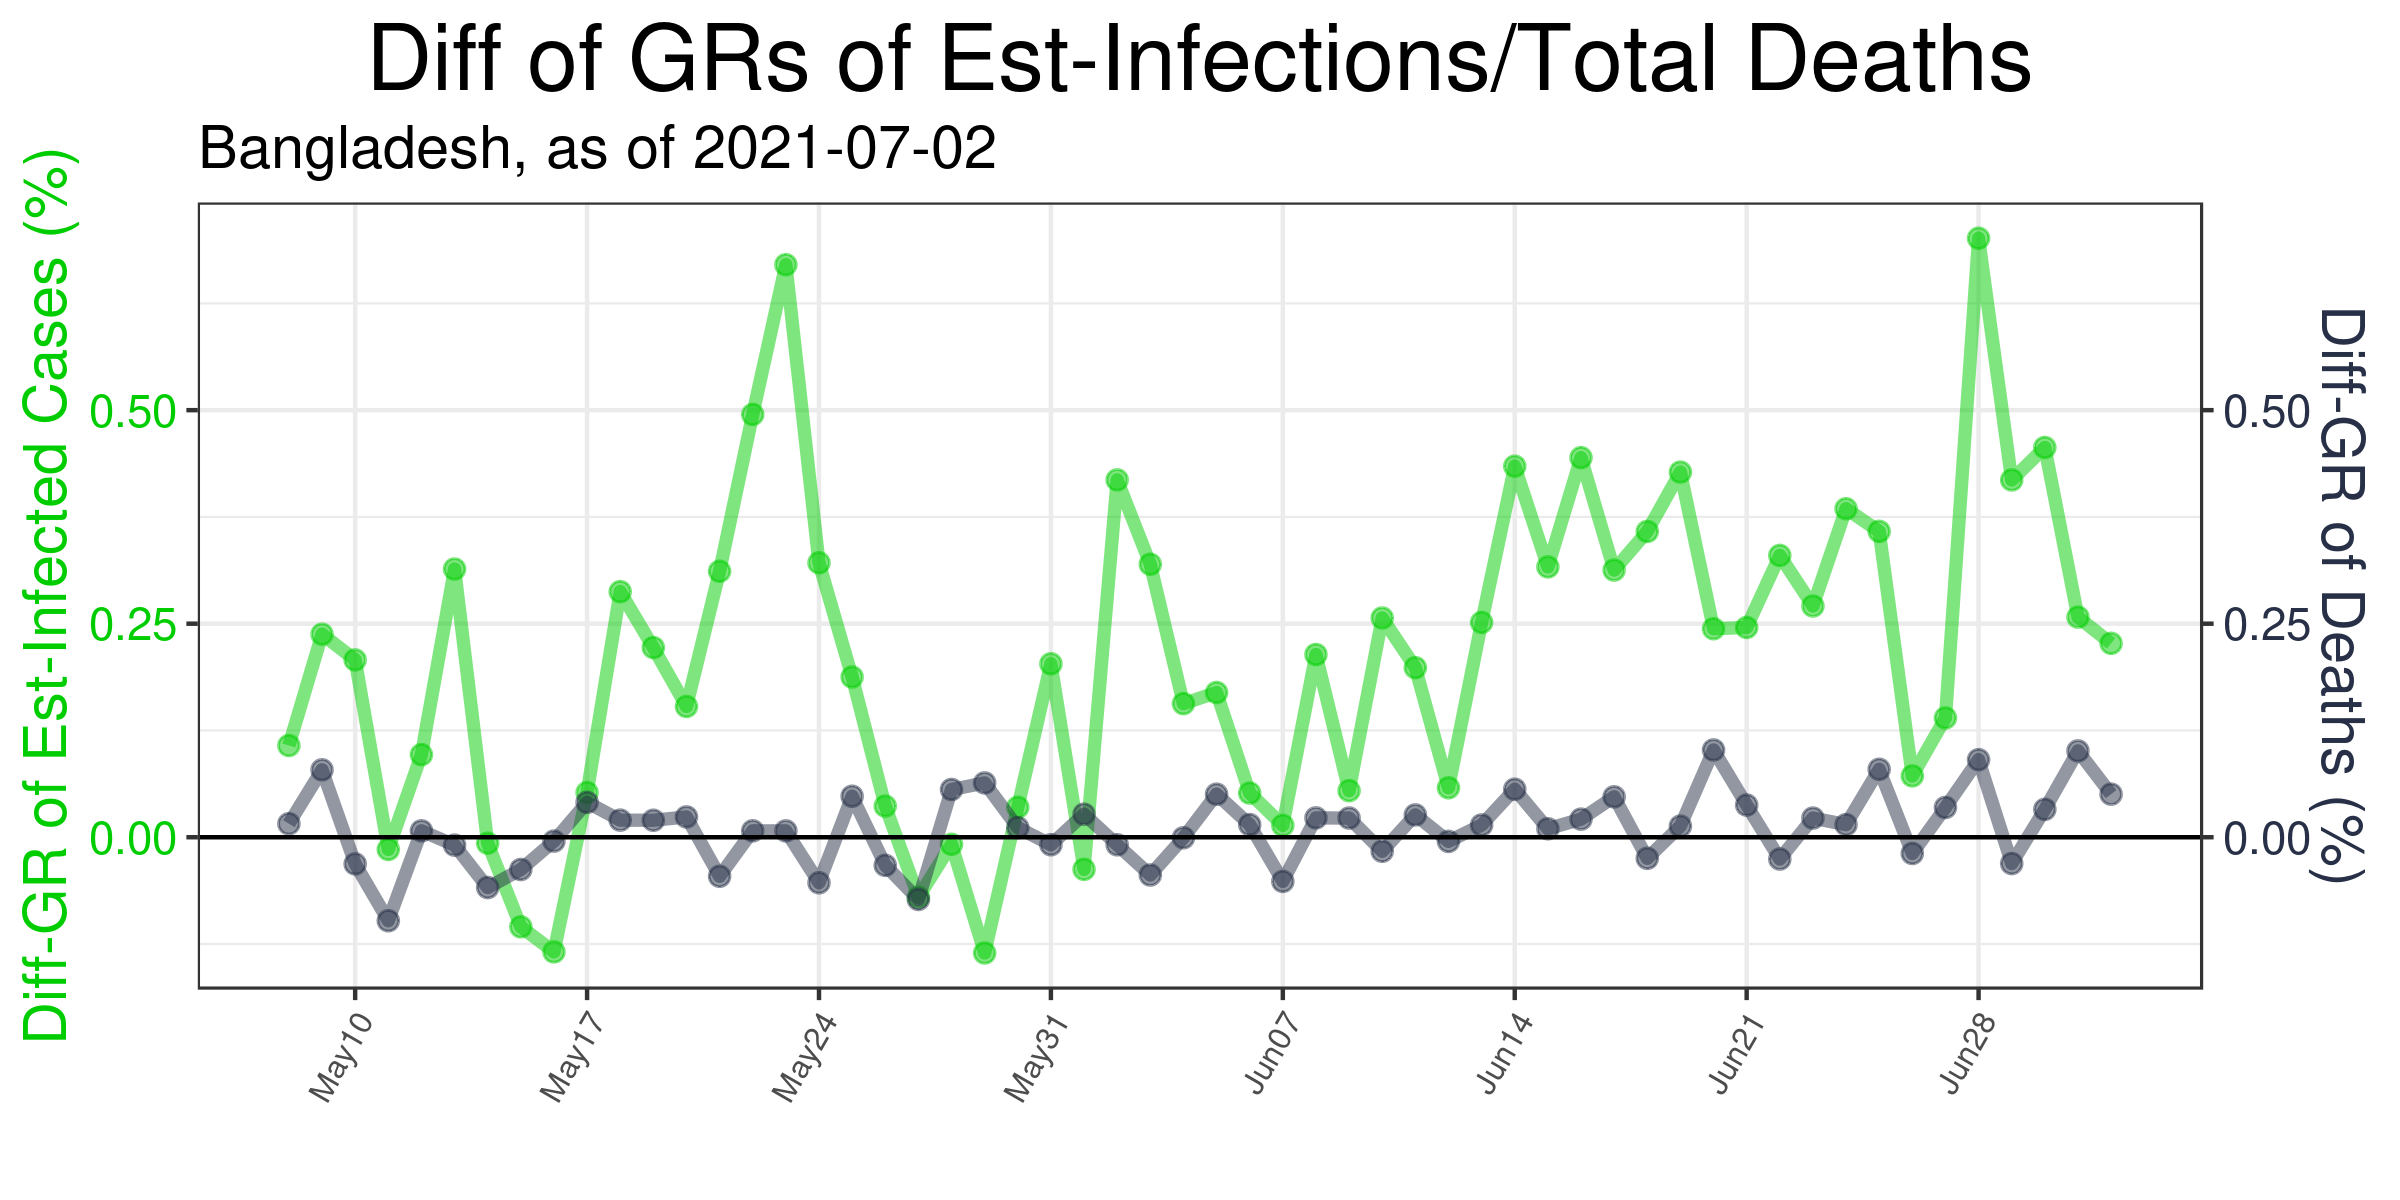 Diff of GRs of Est-Infections/Total Deaths
Bangladesh, as of 2021-07-02
Diff-GR of Est-Infected Cases (%)
0.50
0.25
0.00
0.50
0.25
0.00
Diff-GR of Deaths (%)
May10
May17
May24
May31
Jun07
Jun14
Jun21
Jun28